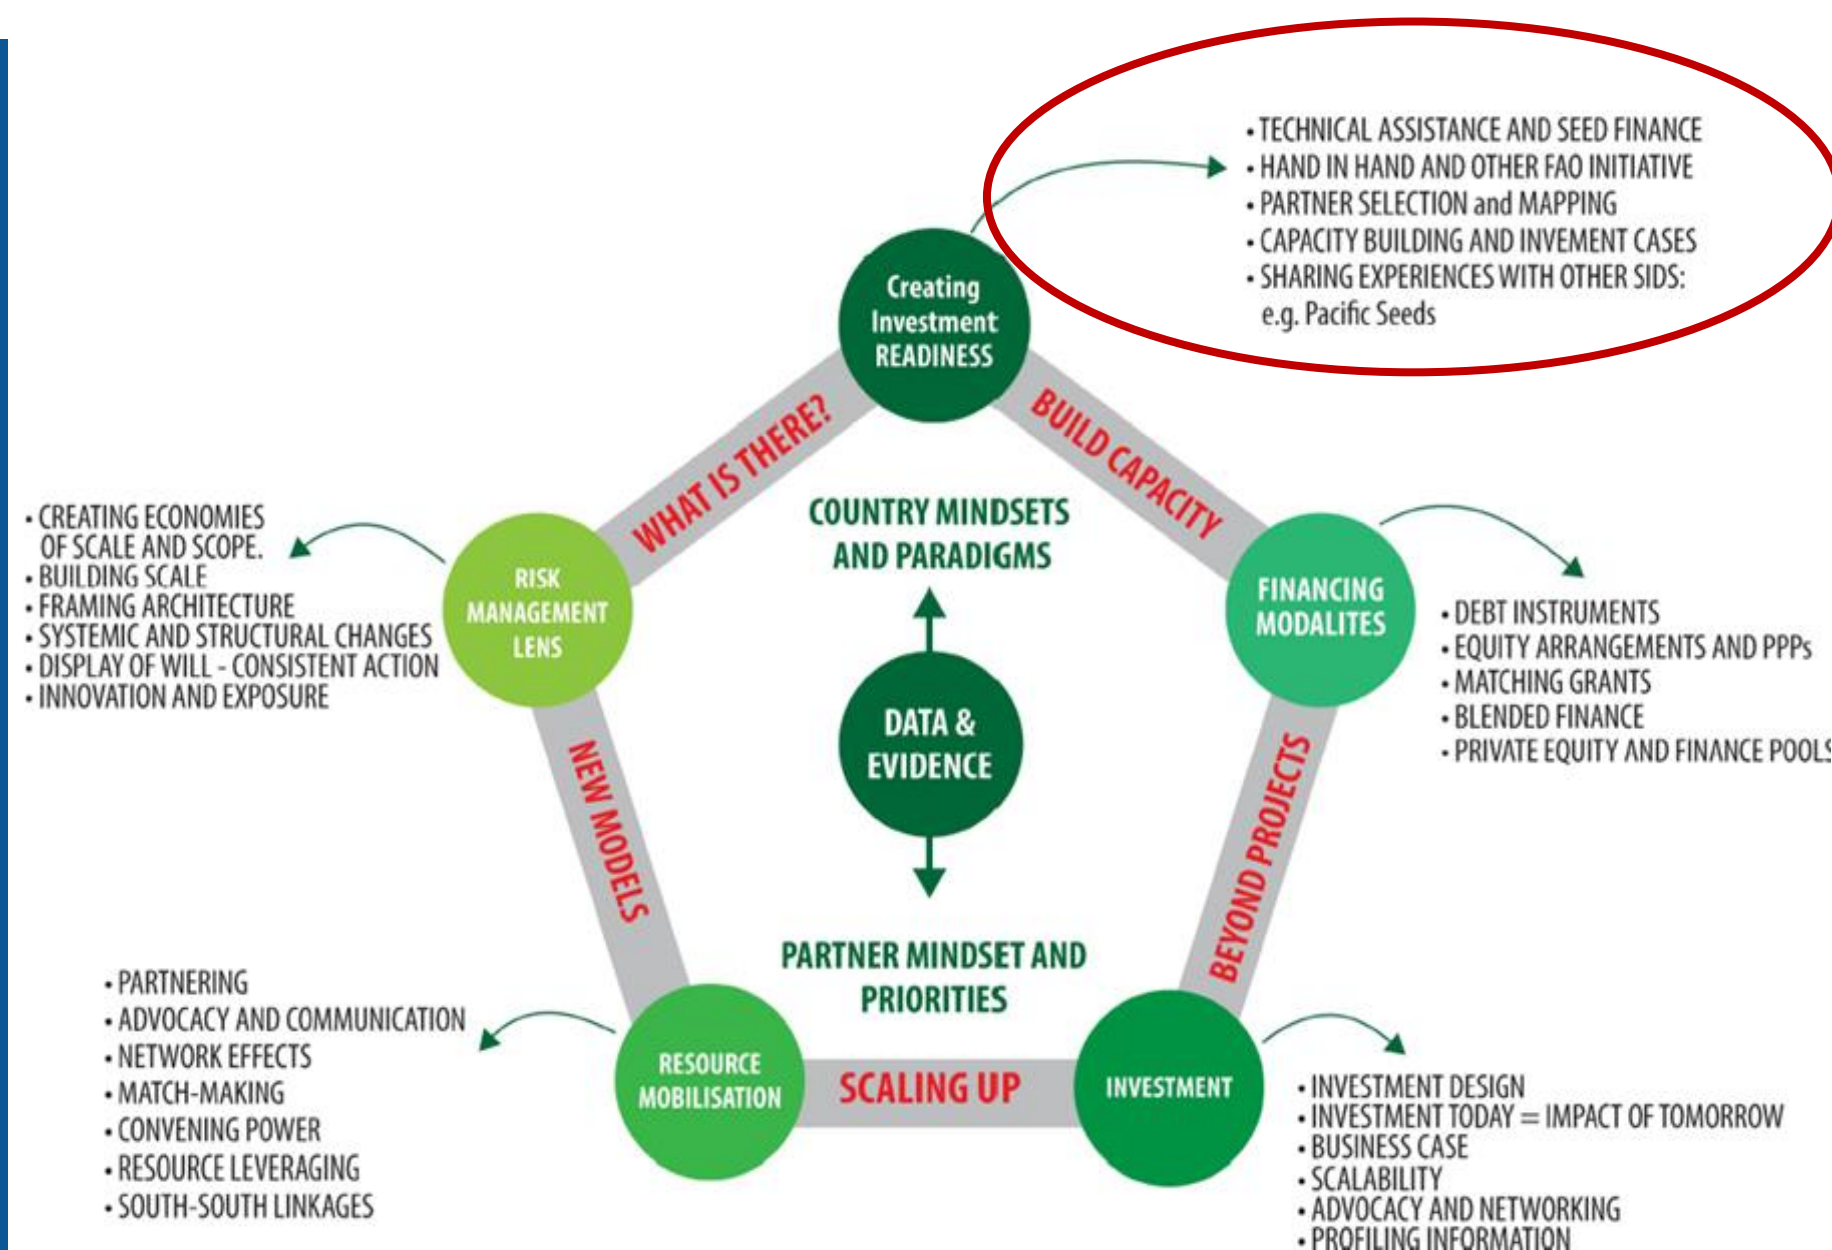 • TECHNICAL ASSISTANCE AND SEED FINANCE
• HAND IN HAND AND OTHER FAO INITIATIVE
• PARTNER SELECTION and MAPPING
• CAPACITY BUILDING AND INVEMENT CASES
• SHARING EXPERIENCES WITH OTHER SIDS:
e.g. Pacific Seeds
Creating
Investment
READINESS
WHAT IS THERE?
BUILD CAPACITY
COUNTRY MINDSETS
AND PARADIGMS
• CREATING ECONOMIES
OF SCALE AND SCOPE.
• BUILDING SCALE
• FRAMING ARCHITECTURE
• SYSTEMIC AND STRUCTURAL CHANGES
• DISPLAY OF WILL - CONSISTENT ACTION
• INNOVATION AND EXPOSURE
RISK
MANAGEMENT
LENS
FINANCING
MODALITES
• DEBT INSTRUMENTS
• EQUITY ARRANGEMENTS AND PPPs
• MATCHING GRANTS
• BLENDED FINANCE
• PRIVATE EQUITY AND FINANCE POOLS
DATA &
EVIDENCE
NEW MODELS
BEYOND PROJECTS
PARTNER MINDSET AND
PRIORITIES
• PARTNERING
• ADVOCACY AND COMMUNICATION
• NETWORK EFFECTS
• MATCH-MAKING
• CONVENING POWER
• RESOURCE LEVERAGING
• SOUTH-SOUTH LINKAGES
RESOURCE
MOBILISATION
SCALING UP
INVESTMENT
• INVESTMENT DESIGN
• INVESTMENT TODAY = IMPACT OF TOMORROW
• BUSINESS CASE
• SCALABILITY
• ADVOCACY AND NETWORKING
• PROFILING INFORMATION